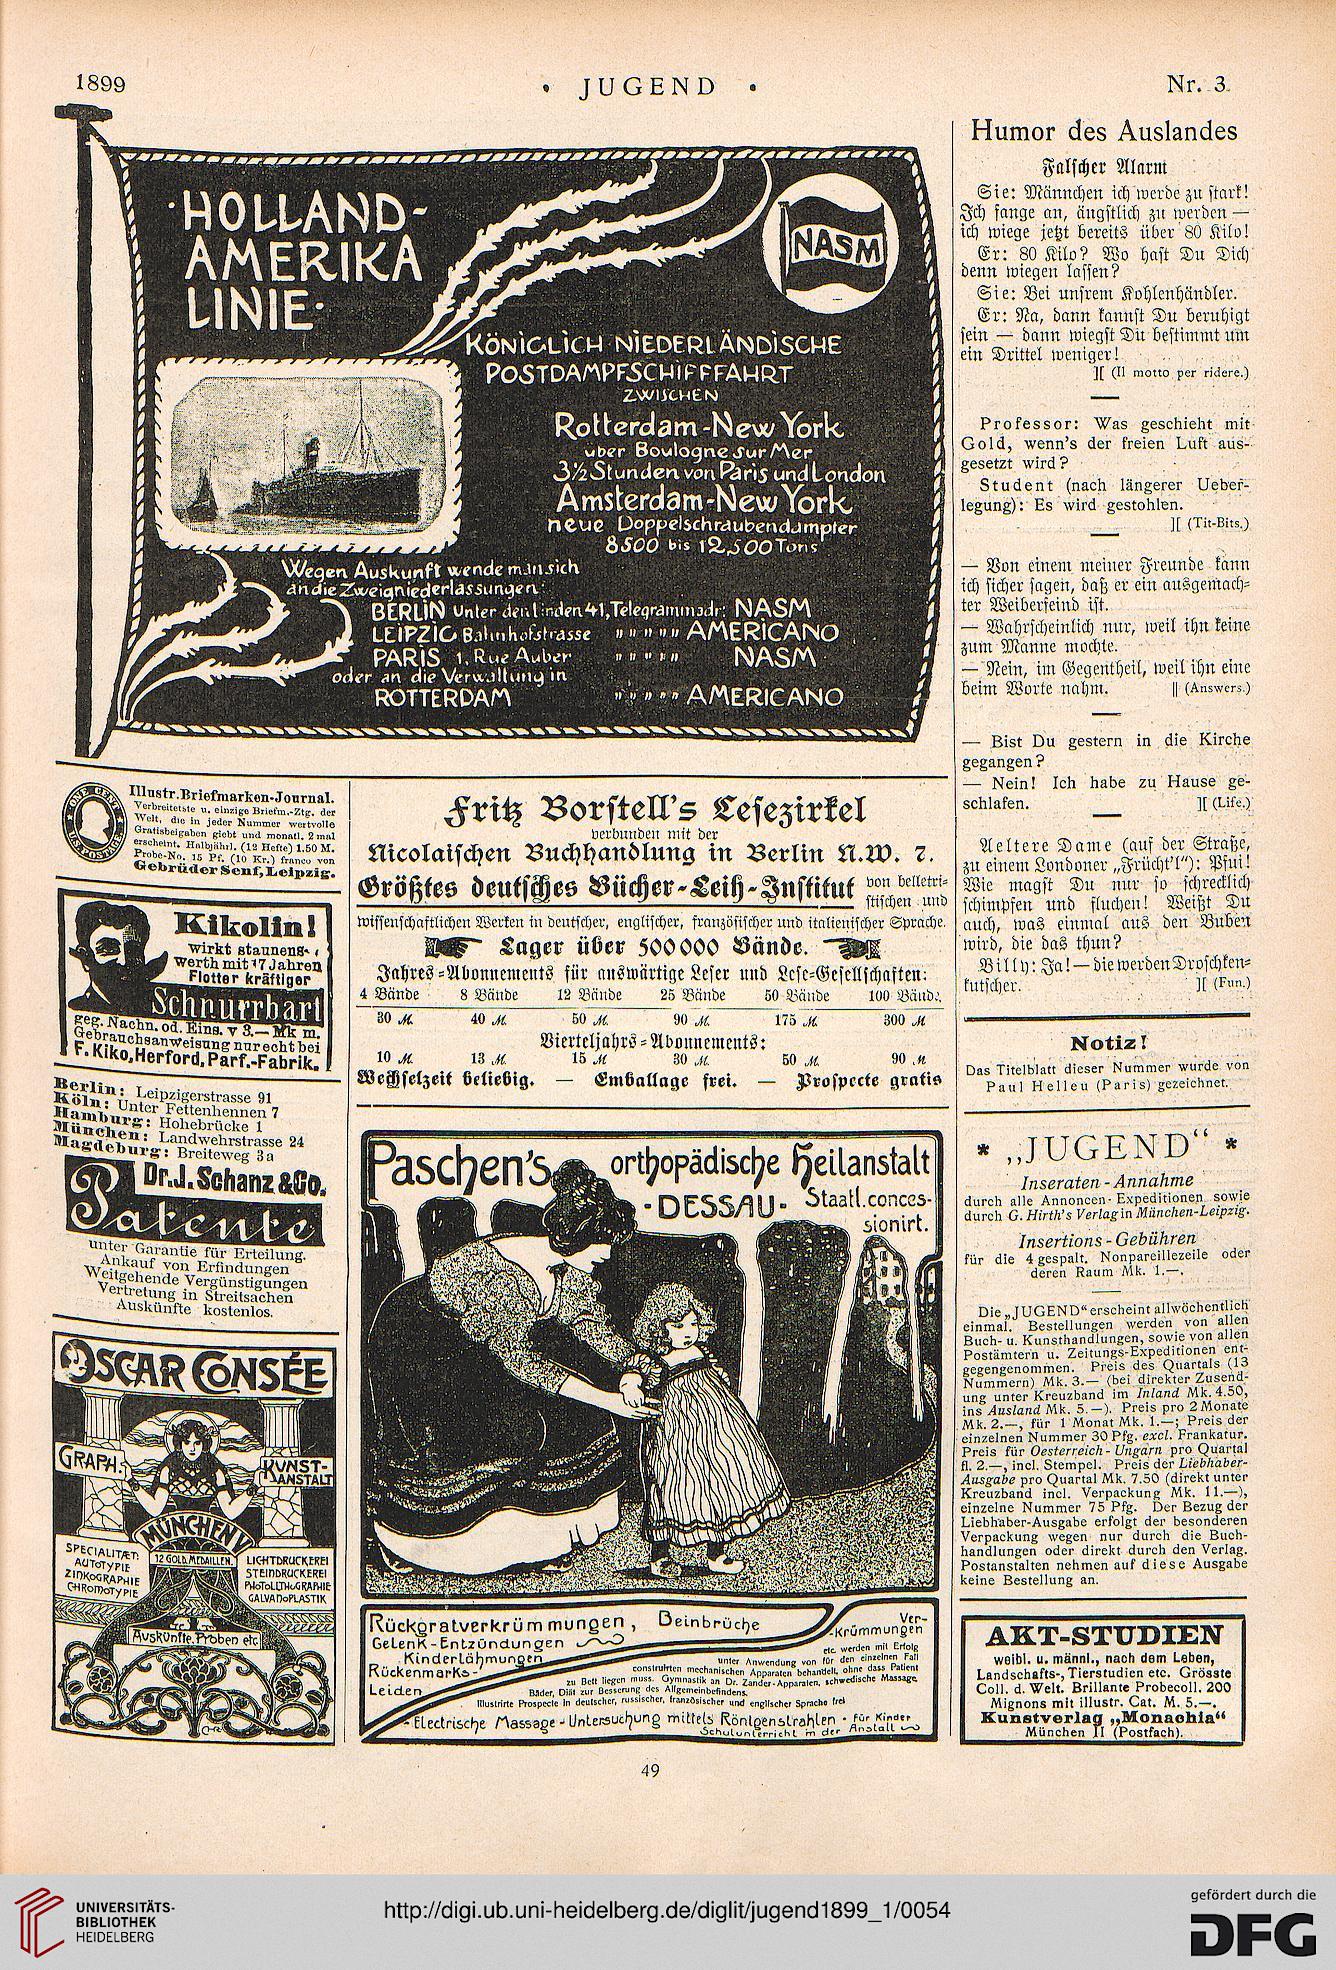 1899
• JUGEND •
Nr. 3
·HOLLAND-
AMERIKA
LINIE·
NASM
KÖNIGLICH NIEDERLÄNDISCHE
POSTDAMPFSCHIFFFAHRT
ZWISCHEN
Rotterdam-New York
über Boulogne sur Mer
3½ Stunden von Paris und London
Amsterdam-New York
neue Doppelschraubendampfer
8500 bis 12,500 Tons
Wegen Auskunft wende man sich
an die Zweigniederlassungen:
BERLIN Unter den Linden 41, Telegrammadr: NASM
LEIPZIG Bahnhofstrasse " " " " " AMERICANO
PARIS 1. Rue Auber " " " " " NASM
oder an die Verwaltung in
ROTTERDAM " " " " " AMERICANO
ONE CENT
U.S. POSTAGE
Illustr. Briefmarken-Journal.
Verbreitetste u. einzige Briefm.-Ztg. der
Welt, die in jeder Nummer wertvolle
Gratisbeigaben giebt und monatl. 2 mal
erscheint. Halbjährl. (12 Hefte) 1.50 M.
Probe-No. 15 Pf. (10 Kr.) franco von
Gebrüder Senf, Leipzig.
Kikolin!
wirkt staunens-
werth mit 17 Jahren
Flotter kräftiger
Schnurrbart
geg. Nachn. od. Eins. v 3.— Mk m.
Gebrauchsanweisung nur echt bei
F. Kiko, Herford, Parf.-Fabrik.
Berlin: Leipzigerstrasse 91
Köln: Unter Fettenhennen 7
Hamburg: Hohebrücke 1
München: Landwehrstrasse 24
Magdeburg: Breiteweg 3a
Dr. J. Schanz & Co.
Patente
unter Garantie für Erteilung.
Ankauf von Erfindungen
Weitgehende Vergünstigungen
Vertretung in Streitsachen
Auskünfte kostenlos.
OSCAR CONSÉE
GRAPH.
KUNST-
ANSTALT
MÜNCHEN V
SPECIALITÆT:
AUTOTYPIE
ZINKOGRAPHIE
CHROMOTYPIE
12 GOLD. MEDAILLEN.
LICHTDRUCKEREI
STEINDRUCKEREI
PHOTOLITHOGRAPHIE
GALVANOPLASTIK
Auskünfte, Proben etc
Fritz Borstell's Lesezirkel
verbunden mit der
Nicolaischen Buchhandlung in Berlin N.W. 7.
Größtes deutsches Bücher-Leih-Institut von belletri-
stischen und
wissenschaftlichen Werken in deutscher, englischer, französischer und italienischer Sprache.
Lager über 500000 Bände.
Jahres-Abonnements für auswärtige Leser und Lese-Gesellschaften:
4 Bände 8 Bände 12 Bände 25 Bände 50 Bände 100 Bände.
30 M. 40 M. 50 M. 90 M. 175 M. 300 M
Vierteljahrs-Abonnements:
10 M. 13 M. 15 M 30 M. 50 M. 90 M
Wechselzeit beliebig. — Emballage frei. — Prospecte gratis
Paschen's orthopädische Heilanstalt
· DESSAU · Staatl. conces-
sionirt.
Rückgratverkrümmungen, Beinbrüche
Ver-
-Krümmungen
Gelenk-Entzündungen
Kinderlähmungen
Rückenmarks-
Leiden
etc. werden mit Erfolg
unter Anwendung von für den einzelnen Fall
construirten mechanischen Apparaten behandelt, ohne dass Patient
zu Bett liegen muss. Gymnastik an Dr. Zander-Apparaten, schwedische Massage,
Bäder, Diät zur Besserung des Allgemeinbefindens.
Illustrirte Prospecte in deutscher, russischer, französischer und englischer Sprache frei
- Electrische Massage - Untersuchung mittels Röntgenstrahlen · Für Kinder
Schulunterricht in der Anstalt
Humor des Auslandes
Falscher Alarm
Sie: Männchen ich werde zu stark!
Ich fange an, ängstlich zu werden —
ich wiege jetzt bereits über 80 Kilo!
Er: 80 Kilo? Wo hast Du Dich
denn wiegen lassen?
Sie: Bei unsrem Kohlenhändler.
Er: Na, dann kannst Du beruhigt
sein — dann wiegst Du bestimmt um
ein Drittel weniger!
][ (Il motto per ridere.)
Professor: Was geschieht mit
Gold, wenn's der freien Luft aus-
gesetzt wird?
Student (nach längerer Ueber-
legung): Es wird gestohlen.
][ (Tit-Bits.)
— Von einem meiner Freunde kann
ich sicher sagen, daß er ein ausgemach-
ter Weiberfeind ist.
— Wahrscheinlich nur, weil ihn keine
zum Manne mochte.
— Nein, im Gegentheil, weil ihn eine
beim Worte nahm. || (Answers.)
— Bist Du gestern in die Kirche
gegangen?
— Nein! Ich habe zu Hause ge-
schlafen. ][ (Life.)
Aeltere Dame (auf der Straße,
zu einem Londoner „Frücht'l"): Pfui!
Wie magst Du nur so schrecklich
schimpfen und fluchen! Weißt Du
auch, was einmal aus den Buben
wird, die das thun?
Billy: Ja! — die werden Droschken-
kutscher. ][ (Fun.)
Notiz!
Das Titelblatt dieser Nummer wurde von
Paul Helleu (Paris) gezeichnet.
* „JUGEND" *
Inseraten-Annahme
durch alle Annoncen-Expeditionen sowie
durch G. Hirth's Verlag in München-Leipzig.
Insertions-Gebühren
für die 4 gespalt. Nonpareillezeile oder
deren Raum Mk. 1.—.
Die „JUGEND" erscheint allwöchentlich
einmal. Bestellungen werden von allen
Buch- u. Kunsthandlungen, sowie von allen
Postämtern u. Zeitungs-Expeditionen ent-
gegengenommen. Preis des Quartals (13
Nummern) Mk. 3.— (bei direkter Zusend-
ung unter Kreuzband im Inland Mk. 4.50,
ins Ausland Mk. 5.—). Preis pro 2 Monate
Mk. 2.—, für 1 Monat Mk. 1.—; Preis der
einzelnen Nummer 30 Pfg. excl. Frankatur.
Preis für Oesterreich-Ungarn pro Quartal
fl. 2.—, incl. Stempel. Preis der Liebhaber-
Ausgabe pro Quartal Mk. 7.50 (direkt unter
Kreuzband incl. Verpackung Mk. 11.—),
einzelne Nummer 75 Pfg. Der Bezug der
Liebhaber-Ausgabe erfolgt der besonderen
Verpackung wegen nur durch die Buch-
handlungen oder direkt durch den Verlag.
Postanstalten nehmen auf diese Ausgabe
keine Bestellung an.
AKT-STUDIEN
weibl. u. männl., nach dem Leben,
Landschafts-, Tierstudien etc. Grösste
Coll. d. Welt. Brillante Probecoll. 200
Mignons mit illustr. Cat. M. 5.—.
Kunstverlag „Monachia"
München II (Postfach).
49
UNIVERSITÄTS-
BIBLIOTHEK
HEIDELBERG
http://digi.ub.uni-heidelberg.de/diglit/jugend1899_1/0054
gefördert durch die
DFG